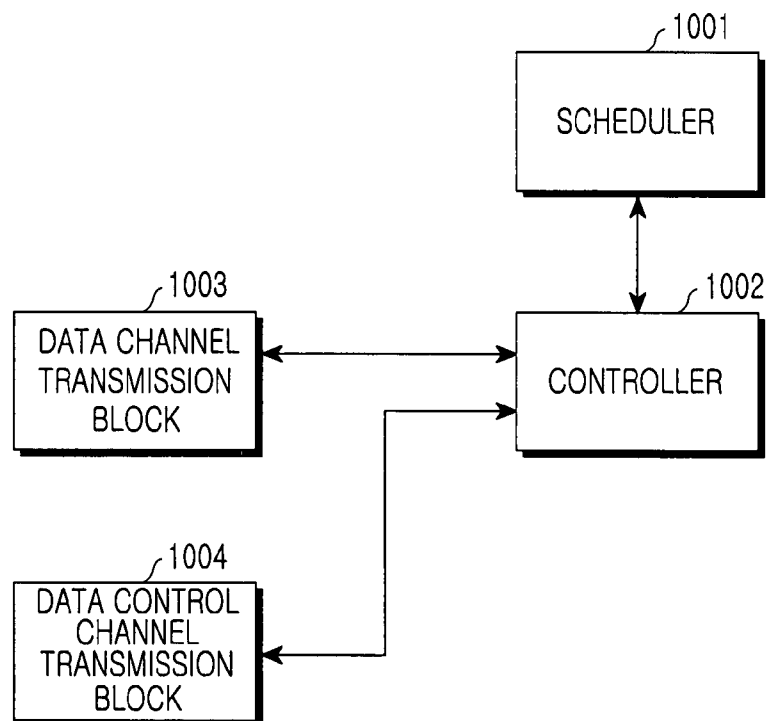 1001
SCHEDULER
1003
DATA CHANNEL
TRANSMISSION
BLOCK
1002
CONTROLLER
1004
DATA CONTROL
CHANNEL
TRANSMISSION
BLOCK